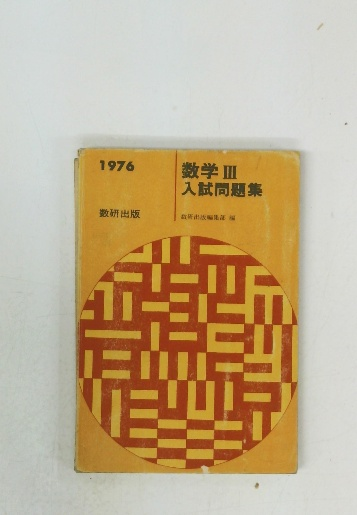 1976
数学 III
入試問題集
数研出版
数研出版編集部 編